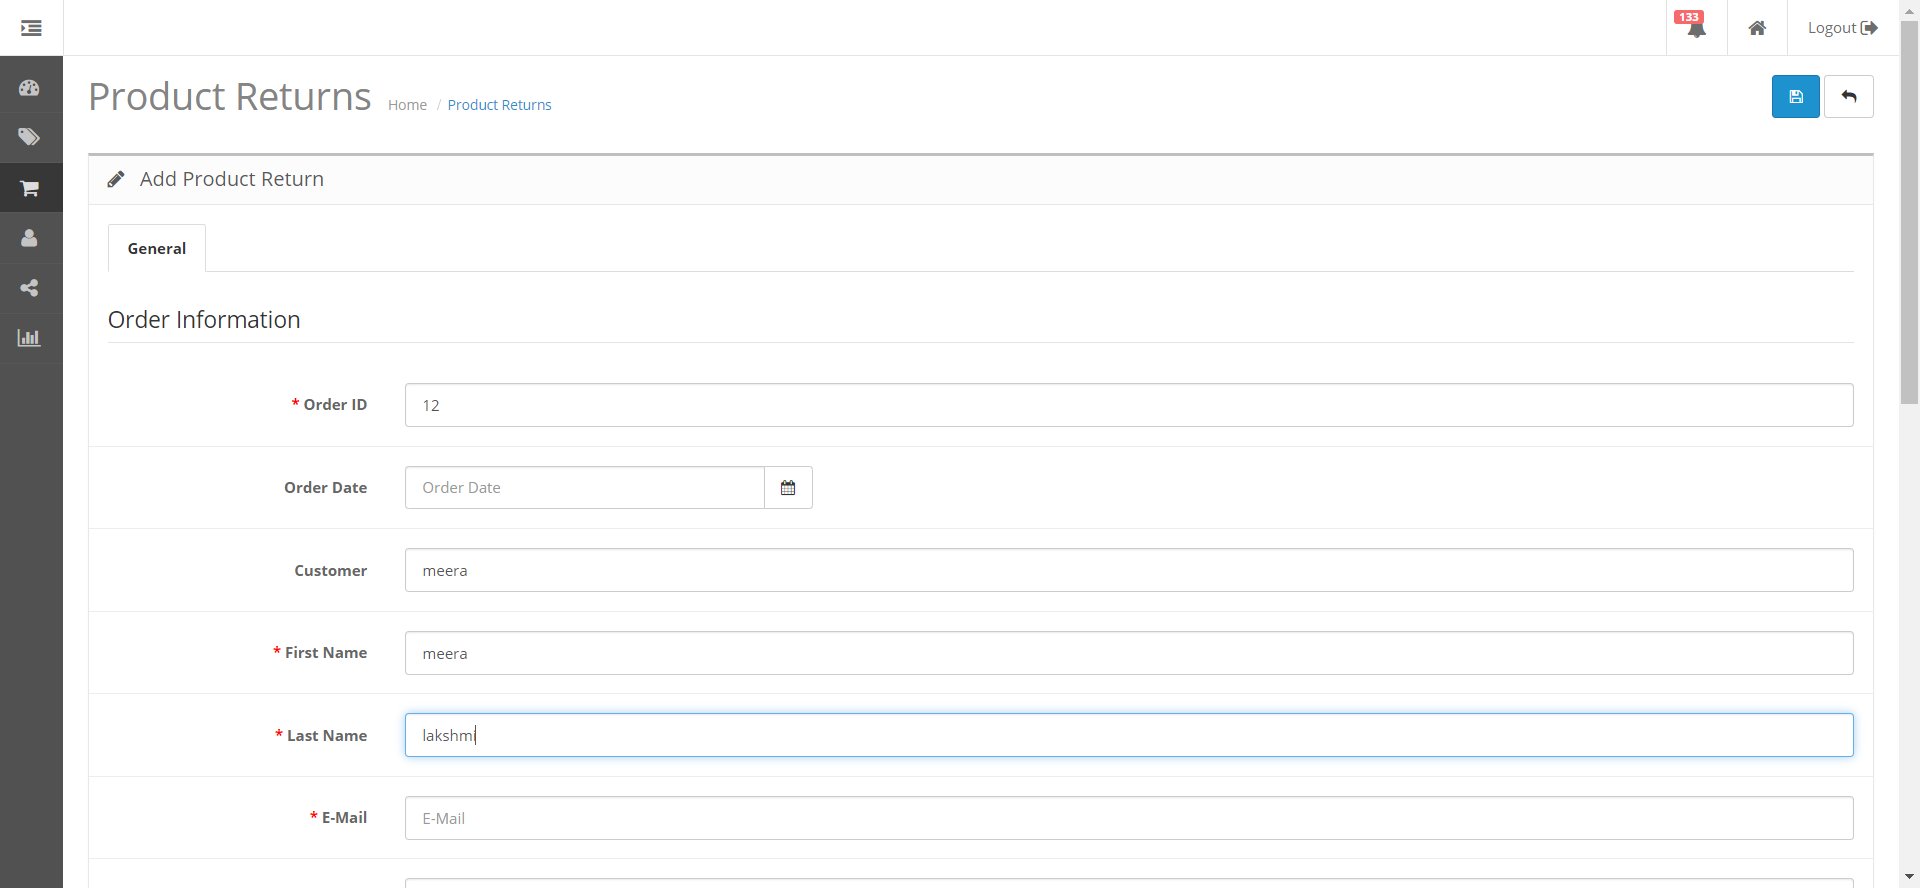 133
Logout
Product Returns Home / Product Returns
Add Product Return
General
Order Information
* Order ID 12
Order Date Order Date
Customer meera
* First Name meera
* Last Name lakshmi
* E-Mail E-Mail